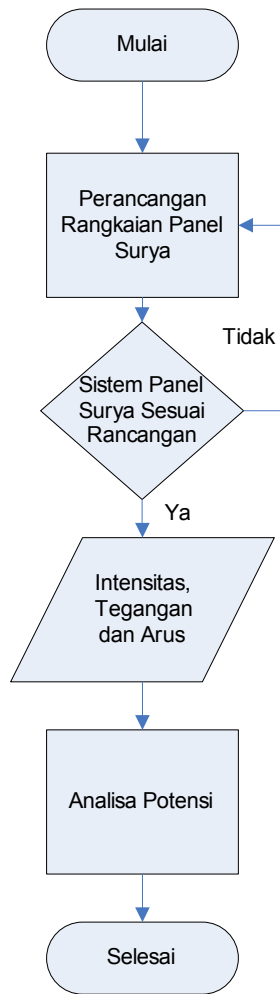 Mulai
Perancangan
Rangkaian Panel
Surya
Tidak
Sistem Panel
Surya Sesuai
Rancangan
Ya
Intensitas,
Tegangan
dan Arus
Analisa Potensi
Selesai